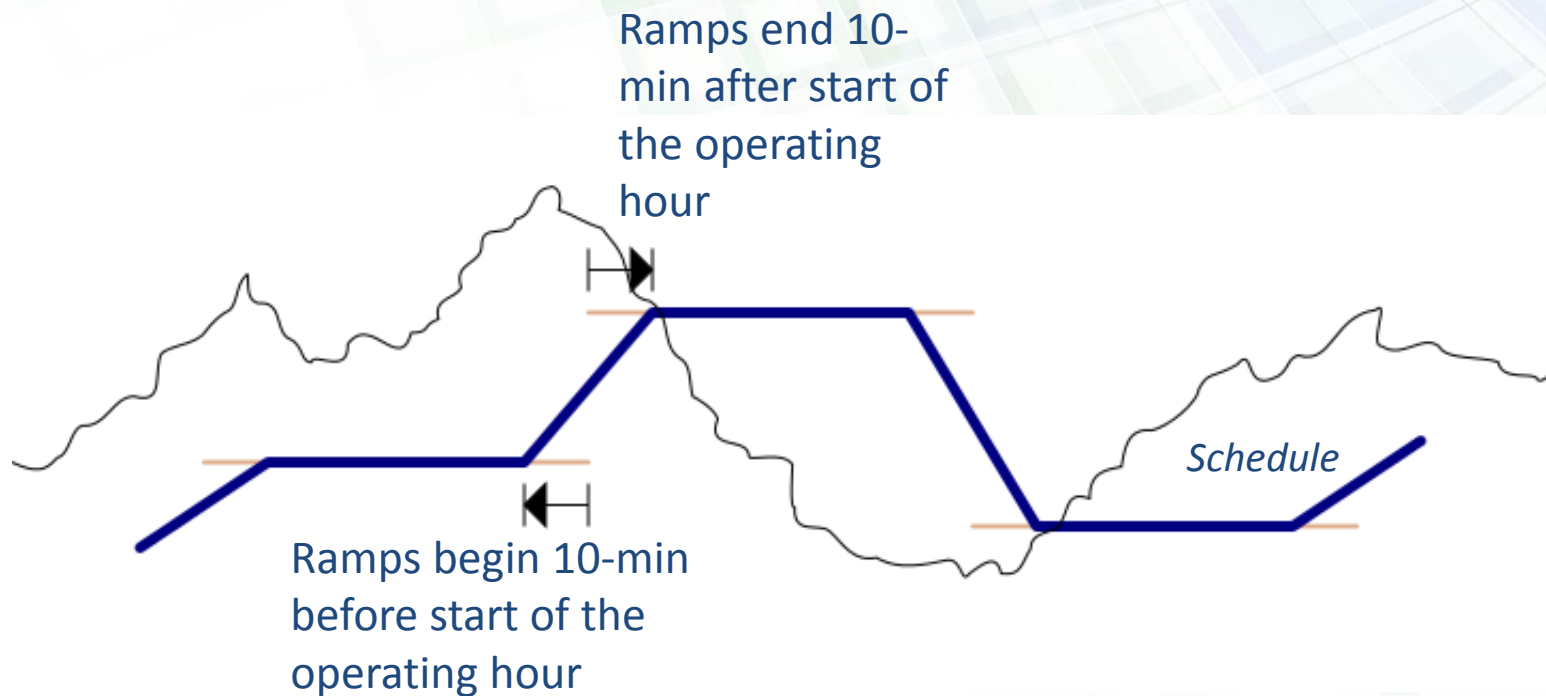 Ramps end 10-
min after start of
the operating
hour
Schedule
Ramps begin 10-min
before start of the
operating hour